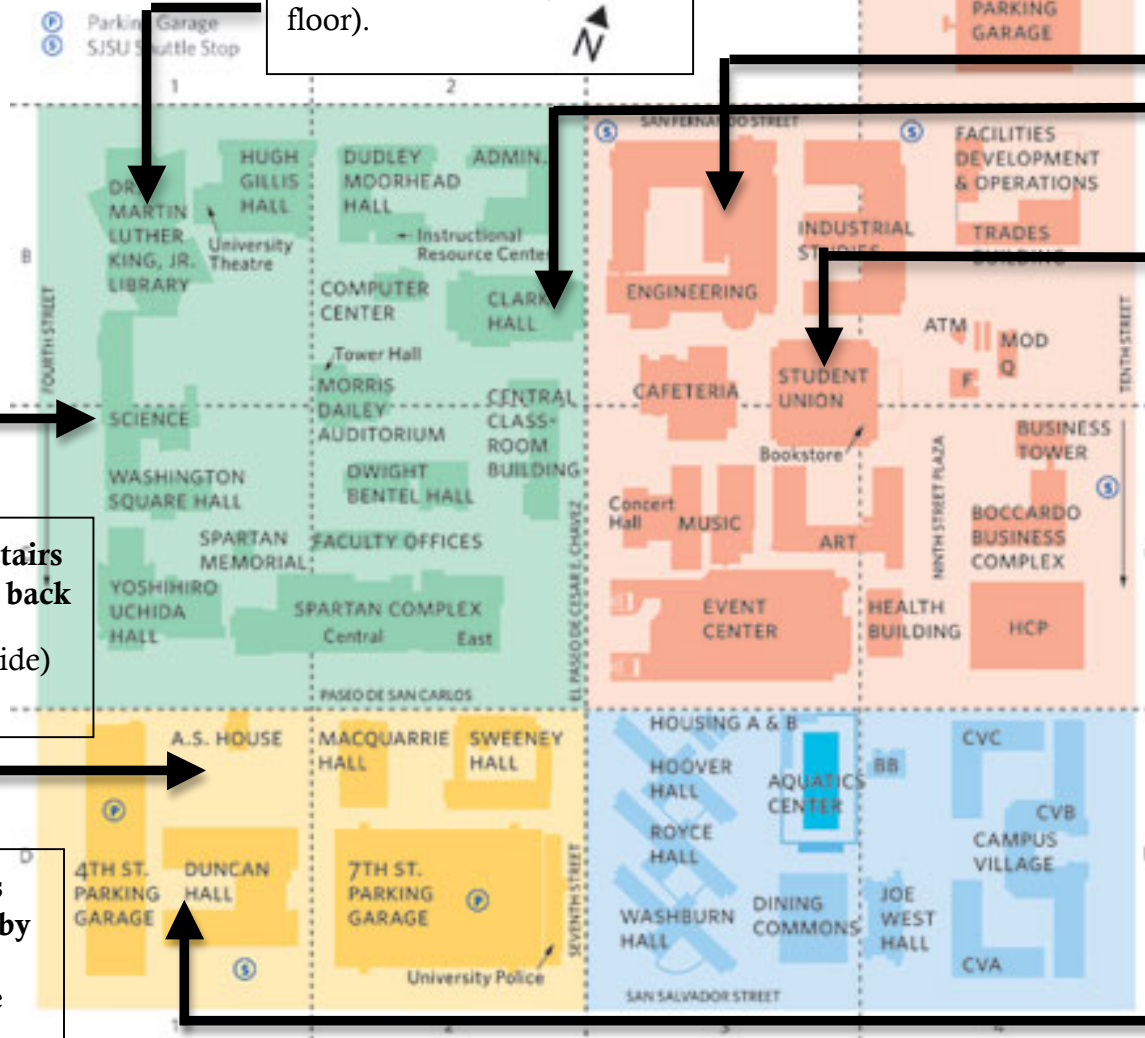 floor).
N
Parking Garage
SJSU Shuttle Stop
PARKING
GARAGE
1
2
SAN FERNANDO STREET
HUGH
GILLIS
HALL
DUDLEY
MOORHEAD
HALL
ADMIN.
FACILITIES
DEVELOPMENT
& OPERATIONS
DR.
MARTIN
LUTHER
KING, JR.
LIBRARY
University
Theatre
Instructional
Resource Center
INDUSTRIAL
STUDIES
TRADES
BUILDING
B
COMPUTER
CENTER
CLARK
HALL
ENGINEERING
FOURTH STREET
TENTH STREET
ATM
MOD
Q
F
Tower Hall
MORRIS
DAILEY
AUDITORIUM
CENTRAL
CLASS-
ROOM
BUILDING
CAFETERIA
STUDENT
UNION
Bookstore
SCIENCE
BUSINESS
TOWER
WASHINGTON
SQUARE HALL
DWIGHT
BENTEL HALL
Concert
Hall
MUSIC
ART
NINTH STREET PLAZA
BOCCARDO
BUSINESS
COMPLEX
SPARTAN
MEMORIAL
FACULTY OFFICES
tairs
back
ide)
YOSHIHIRO
UCHIDA
HALL
SPARTAN COMPLEX
Central
East
EL PASEO DE CESAR E. CHAVEZ
EVENT
CENTER
HEALTH
BUILDING
HCP
PASEO DE SAN CARLOS
A.S. HOUSE
MACQUARRIE
HALL
SWEENEY
HALL
HOUSING A & B
HOOVER
HALL
AQUATICS
CENTER
BB
CVC
CVB
P
D
ROYCE
HALL
CAMPUS
VILLAGE
4TH ST.
PARKING
GARAGE
DUNCAN
HALL
7TH ST.
PARKING
GARAGE
P
SEVENTH STREET
WASHBURN
HALL
DINING
COMMONS
JOE
WEST
HALL
CVA
s
by
e
S
University Police
SAN SALVADOR STREET